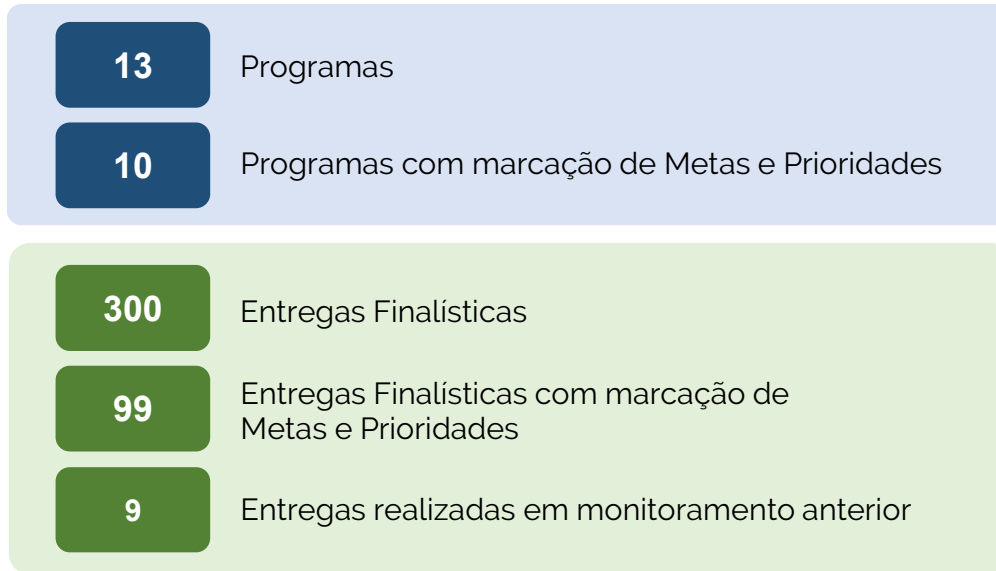 13
Programas
10
Programas com marcação de Metas e Prioridades
300
Entregas Finalísticas
99
Entregas Finalísticas com marcação de
Metas e Prioridades
9
Entregas realizadas em monitoramento anterior